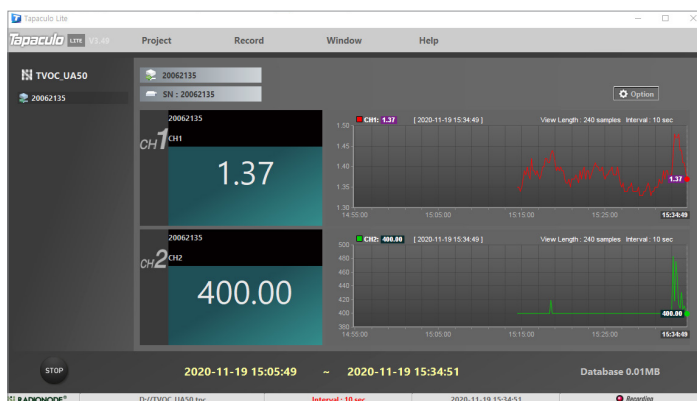 Tapaculo Lite
Tapaculo LITE V1.48
Project Record Window Help
TVOC_UA50
20062135
20062135
SN : 20062135
Option
20062135
CH1 CH1
1.37
CH1: 1.37 [ 2020-11-19 15:34:49 ] View Length : 240 samples Interval : 10 sec
1.50
1.45
1.40
1.35
1.30
1.37
14:55:00 15:05:00 15:15:00 15:25:00 15:34:49
20062135
CH2 CH2
400.00
CH2: 400.00 [ 2020-11-19 15:34:49 ] View Length : 240 samples Interval : 10 sec
500
480
460
440
420
400
380
400.00
14:55:00 15:05:00 15:15:00 15:25:00 15:34:49
STOP
2020-11-19 15:05:49 ~ 2020-11-19 15:34:51
Database 0.01MB
RADIONODE® D://TVOC_UA50.tpc Interval : 10 sec 2020-11-19 15:34:51 Recording